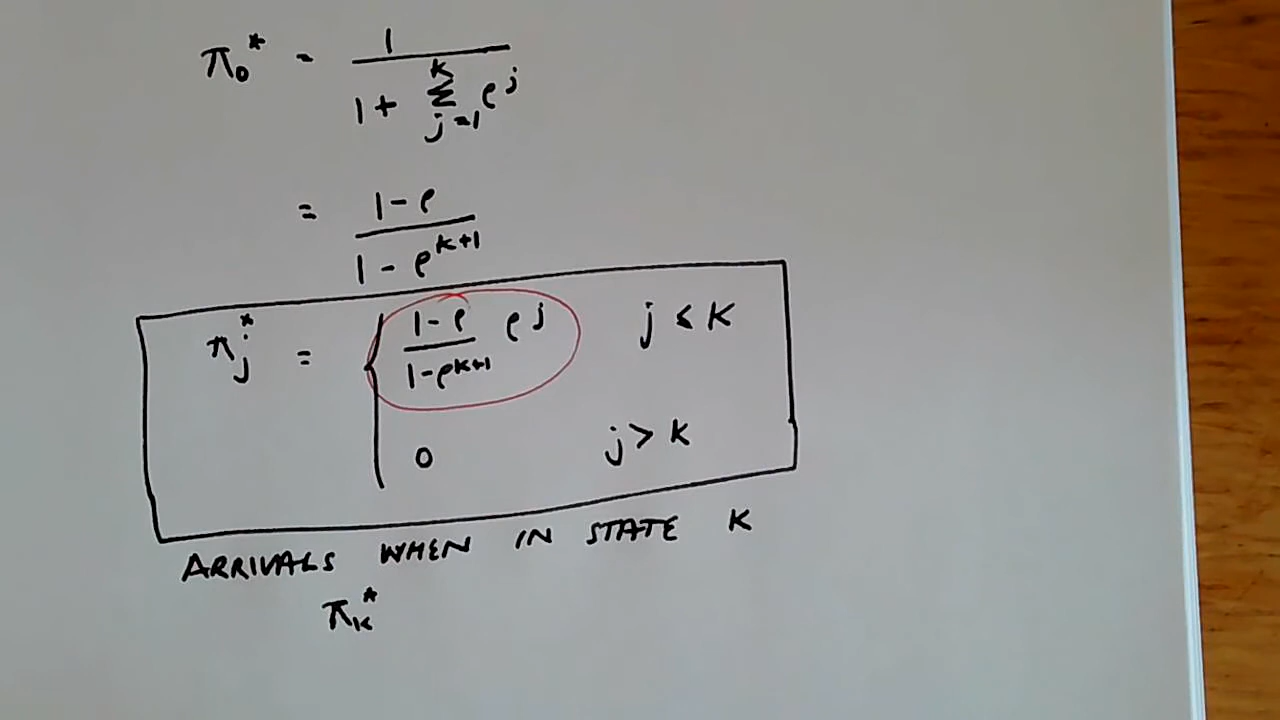 π₀* = 1 / (1 + Σ_{j=1}^{K} ρ^j)
= (1-ρ) / (1-ρ^{K+1})
π_j* = { (1-ρ)/(1-ρ^{K+1}) ρ^j   j ≤ K
0   j > K
ARRIVALS WHEN IN STATE K
π_K*